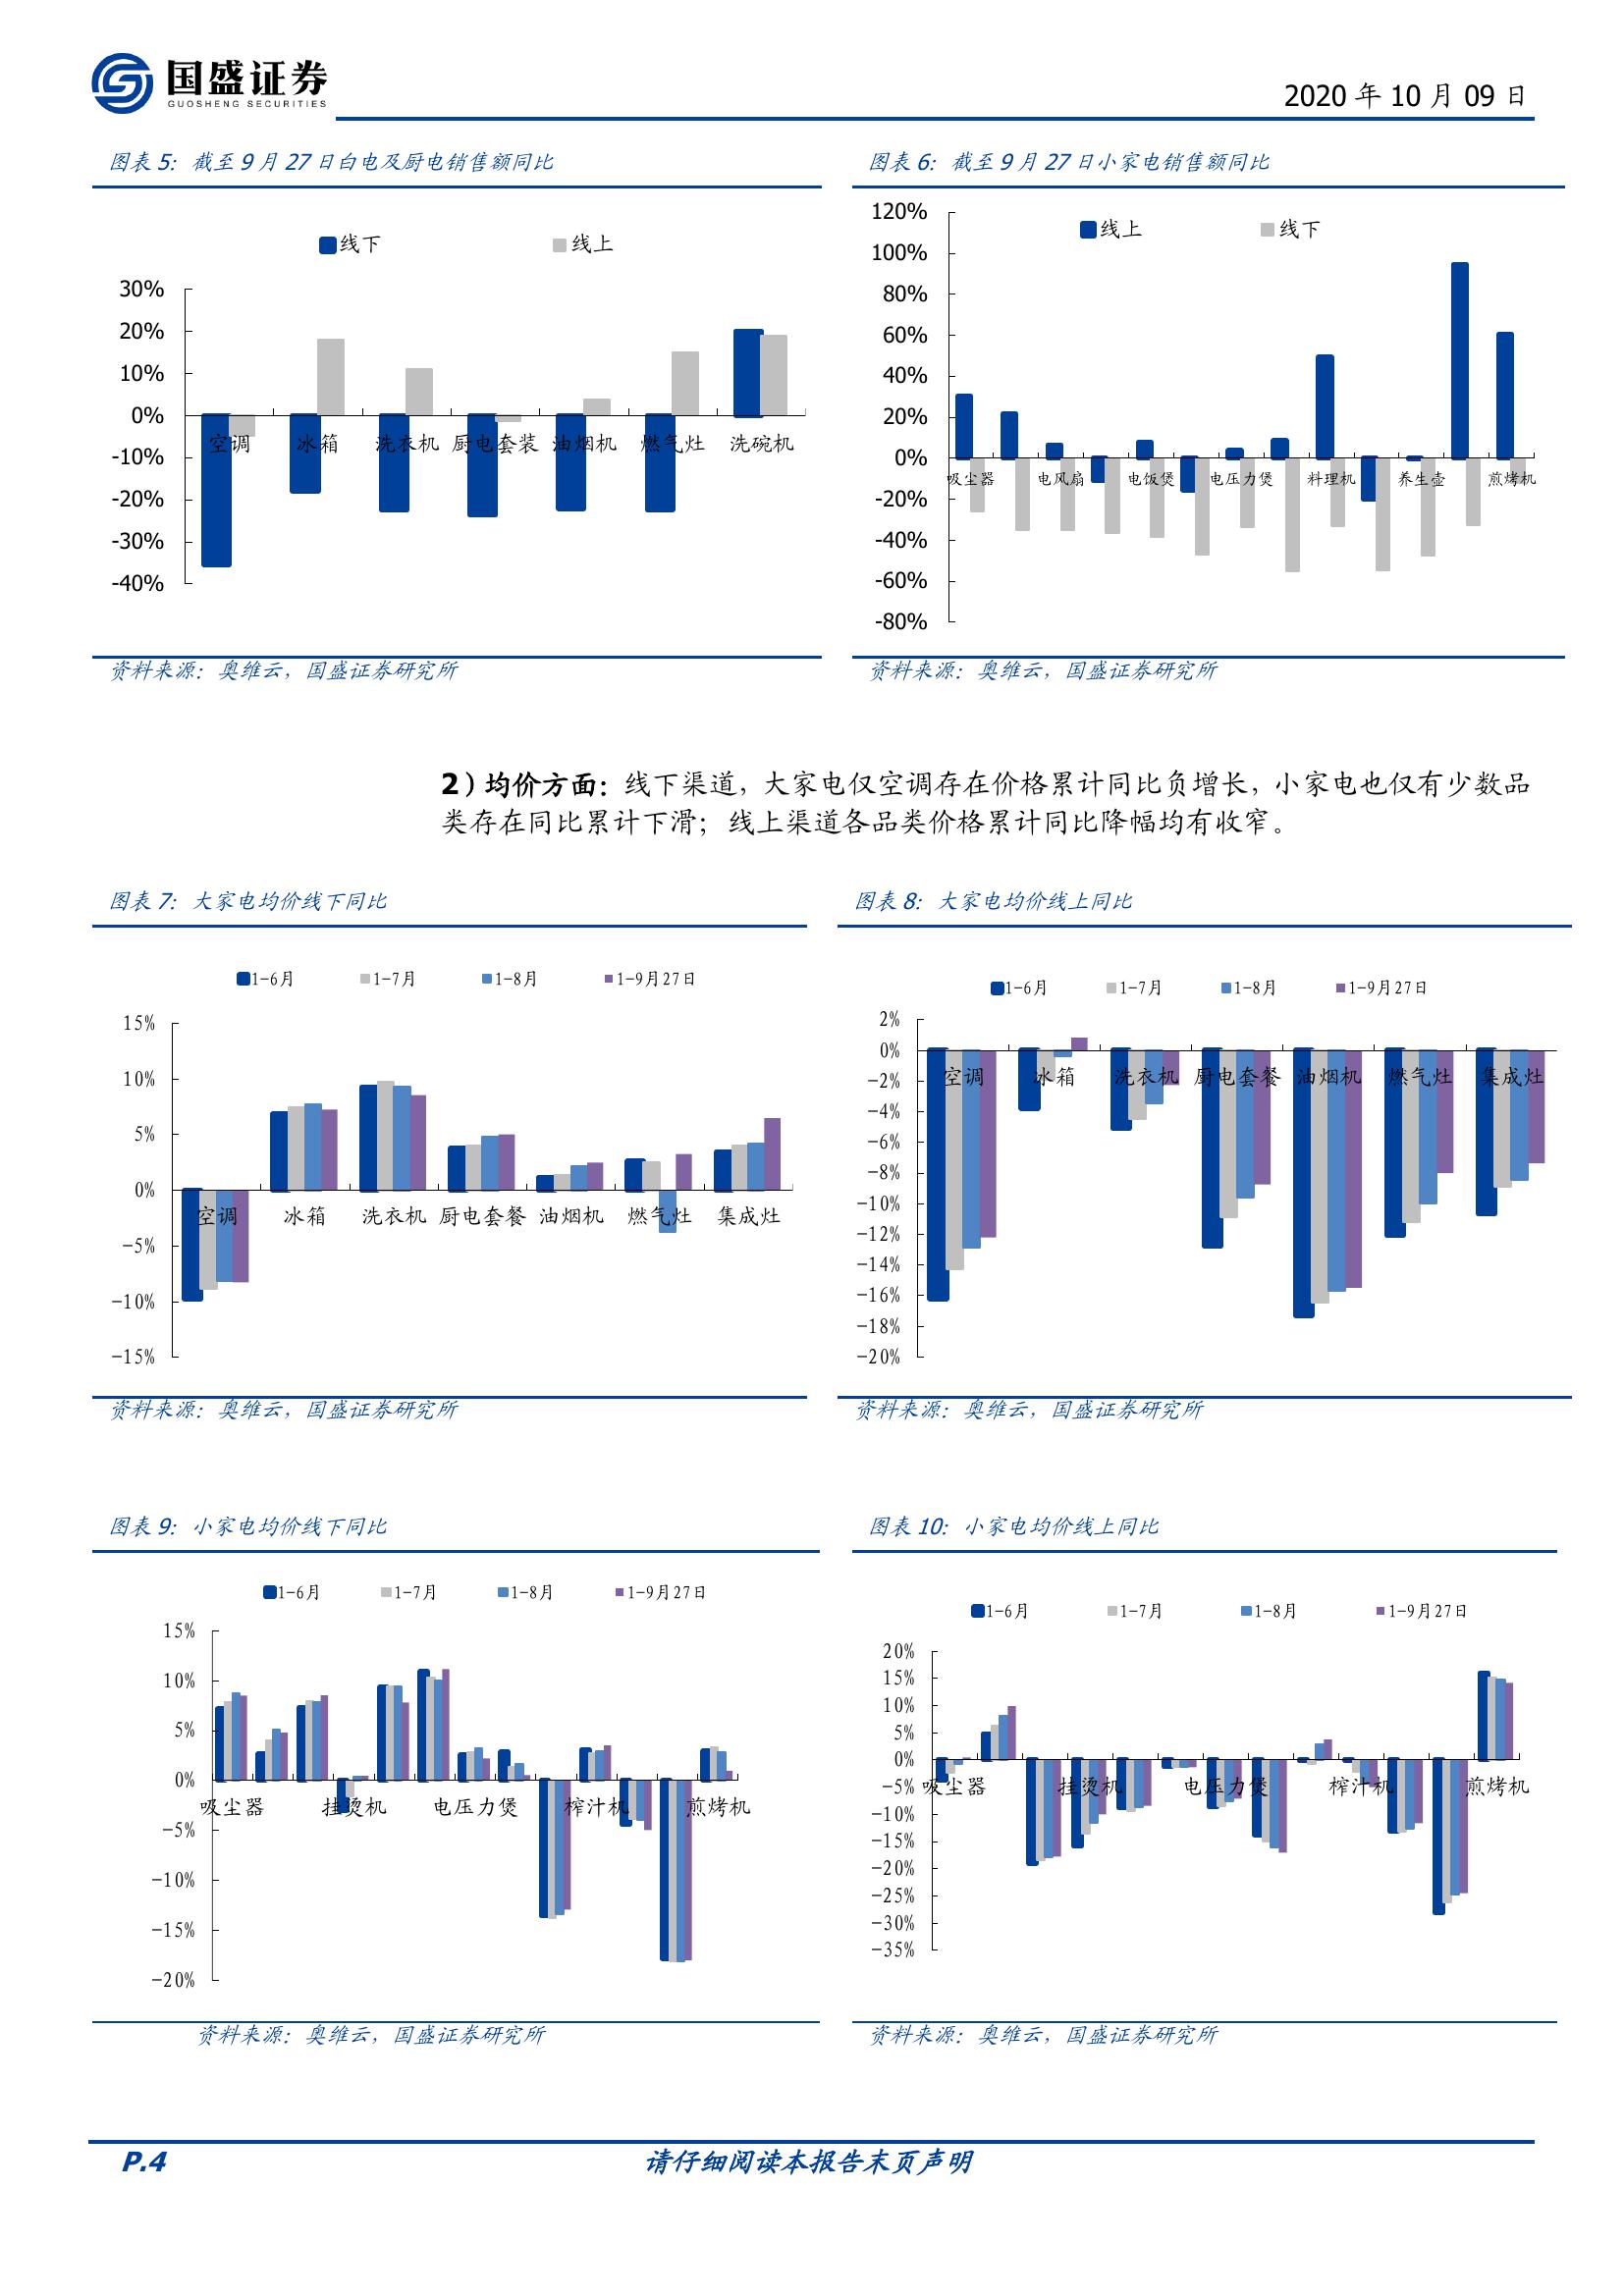 国盛证券
GUOSHENG SECURITIES
2020 年 10 月 09 日
图表 5：截至 9 月 27 日白电及厨电销售额同比
线下 线上
30%
20%
10%
0%
-10%
-20%
-30%
-40%
空调 冰箱 洗衣机 厨电套装 油烟机 燃气灶 洗碗机
资料来源：奥维云，国盛证券研究所
图表 6：截至 9 月 27 日小家电销售额同比
线上 线下
120%
100%
80%
60%
40%
20%
0%
-20%
-40%
-60%
-80%
吸尘器 电风扇 电饭煲 电压力煲 料理机 养生壶 煎烤机
资料来源：奥维云，国盛证券研究所
2）均价方面：线下渠道，大家电仅空调存在价格累计同比负增长，小家电也仅有少数品
类存在同比累计下滑；线上渠道各品类价格累计同比降幅均有收窄。
图表 7：大家电均价线下同比
1-6月 1-7月 1-8月 1-9月27日
15%
10%
5%
0%
-5%
-10%
-15%
空调 冰箱 洗衣机 厨电套餐 油烟机 燃气灶 集成灶
资料来源：奥维云，国盛证券研究所
图表 8：大家电均价线上同比
1-6月 1-7月 1-8月 1-9月27日
2%
0%
-2%
-4%
-6%
-8%
-10%
-12%
-14%
-16%
-18%
-20%
空调 冰箱 洗衣机 厨电套餐 油烟机 燃气灶 集成灶
资料来源：奥维云，国盛证券研究所
图表 9：小家电均价线下同比
1-6月 1-7月 1-8月 1-9月27日
15%
10%
5%
0%
-5%
-10%
-15%
-20%
吸尘器 挂烫机 电压力煲 榨汁机 煎烤机
资料来源：奥维云，国盛证券研究所
图表 10：小家电均价线上同比
1-6月 1-7月 1-8月 1-9月27日
20%
15%
10%
5%
0%
-5%
-10%
-15%
-20%
-25%
-30%
-35%
吸尘器 挂烫机 电压力煲 榨汁机 煎烤机
资料来源：奥维云，国盛证券研究所
P.4 请仔细阅读本报告末页声明